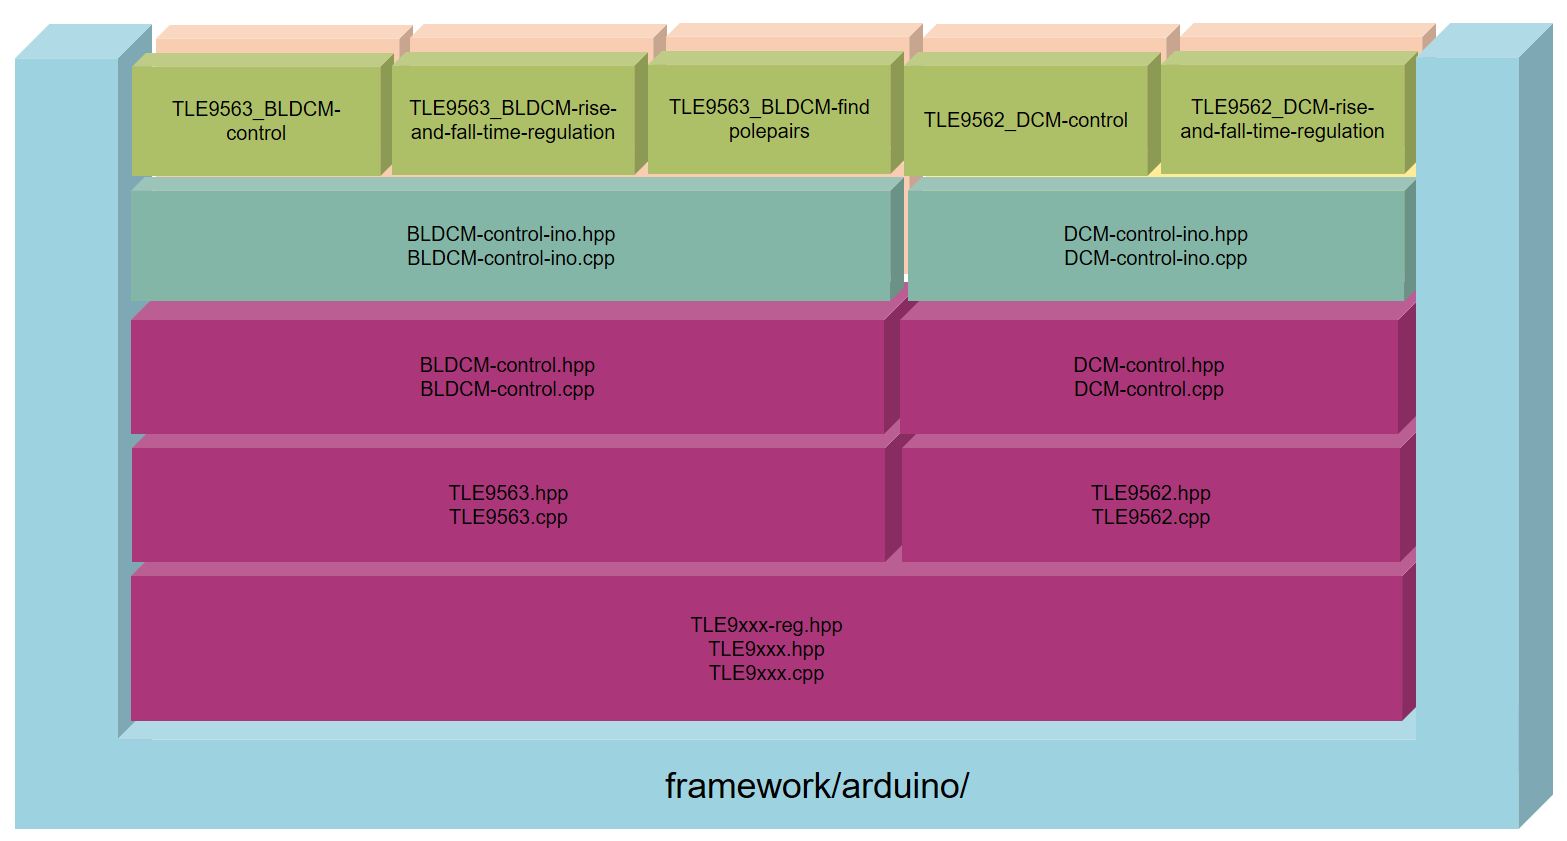 TLE9563_BLDCM-
control
TLE9563_BLDCM-rise-
and-fall-time-regulation
TLE9563_BLDCM-find
polepairs
TLE9562_DCM-control
TLE9562_DCM-rise-
and-fall-time-regulation
BLDCM-control-ino.hpp
BLDCM-control-ino.cpp
DCM-control-ino.hpp
DCM-control-ino.cpp
BLDCM-control.hpp
BLDCM-control.cpp
DCM-control.hpp
DCM-control.cpp
TLE9563.hpp
TLE9563.cpp
TLE9562.hpp
TLE9562.cpp
TLE9xxx-reg.hpp
TLE9xxx.hpp
TLE9xxx.cpp
framework/arduino/